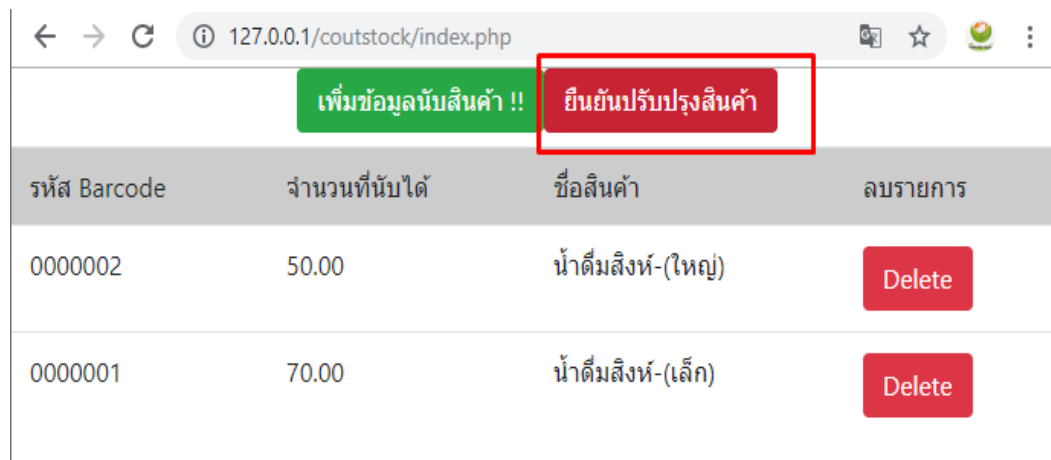 127.0.0.1/coutstock/index.php
เพิ่มข้อมูลนับสินค้า !! ยืนยันปรับปรุงสินค้า
รหัส Barcode จำนวนที่นับได้ ชื่อสินค้า ลบรายการ
0000002 50.00 น้ำดื่มสิงห์-(ใหญ่) Delete
0000001 70.00 น้ำดื่มสิงห์-(เล็ก) Delete